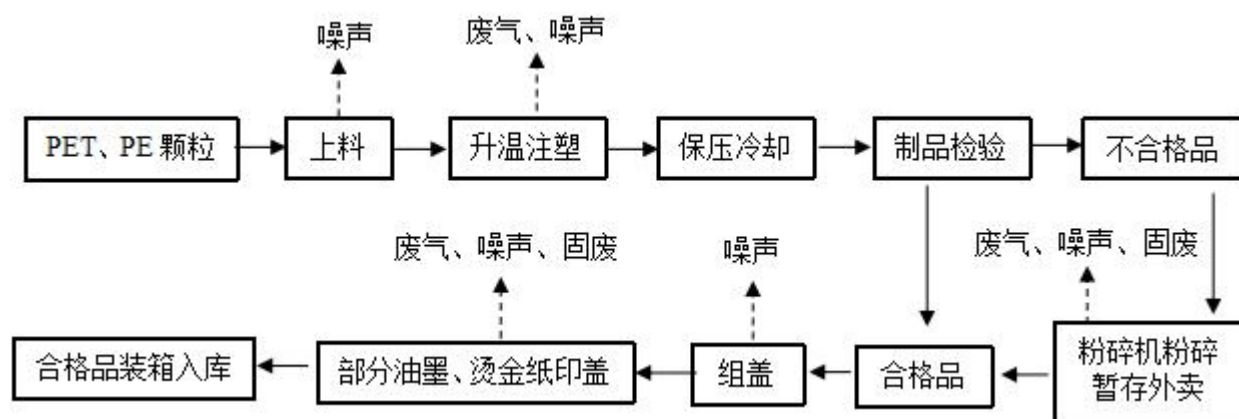 噪声
废气、噪声
PET、PE 颗粒
上料
升温注塑
保压冷却
制品检验
不合格品
废气、噪声、固废
噪声
废气、噪声、固废
合格品装箱入库
部分油墨、烫金纸印盖
组盖
合格品
粉碎机粉碎
暂存外卖